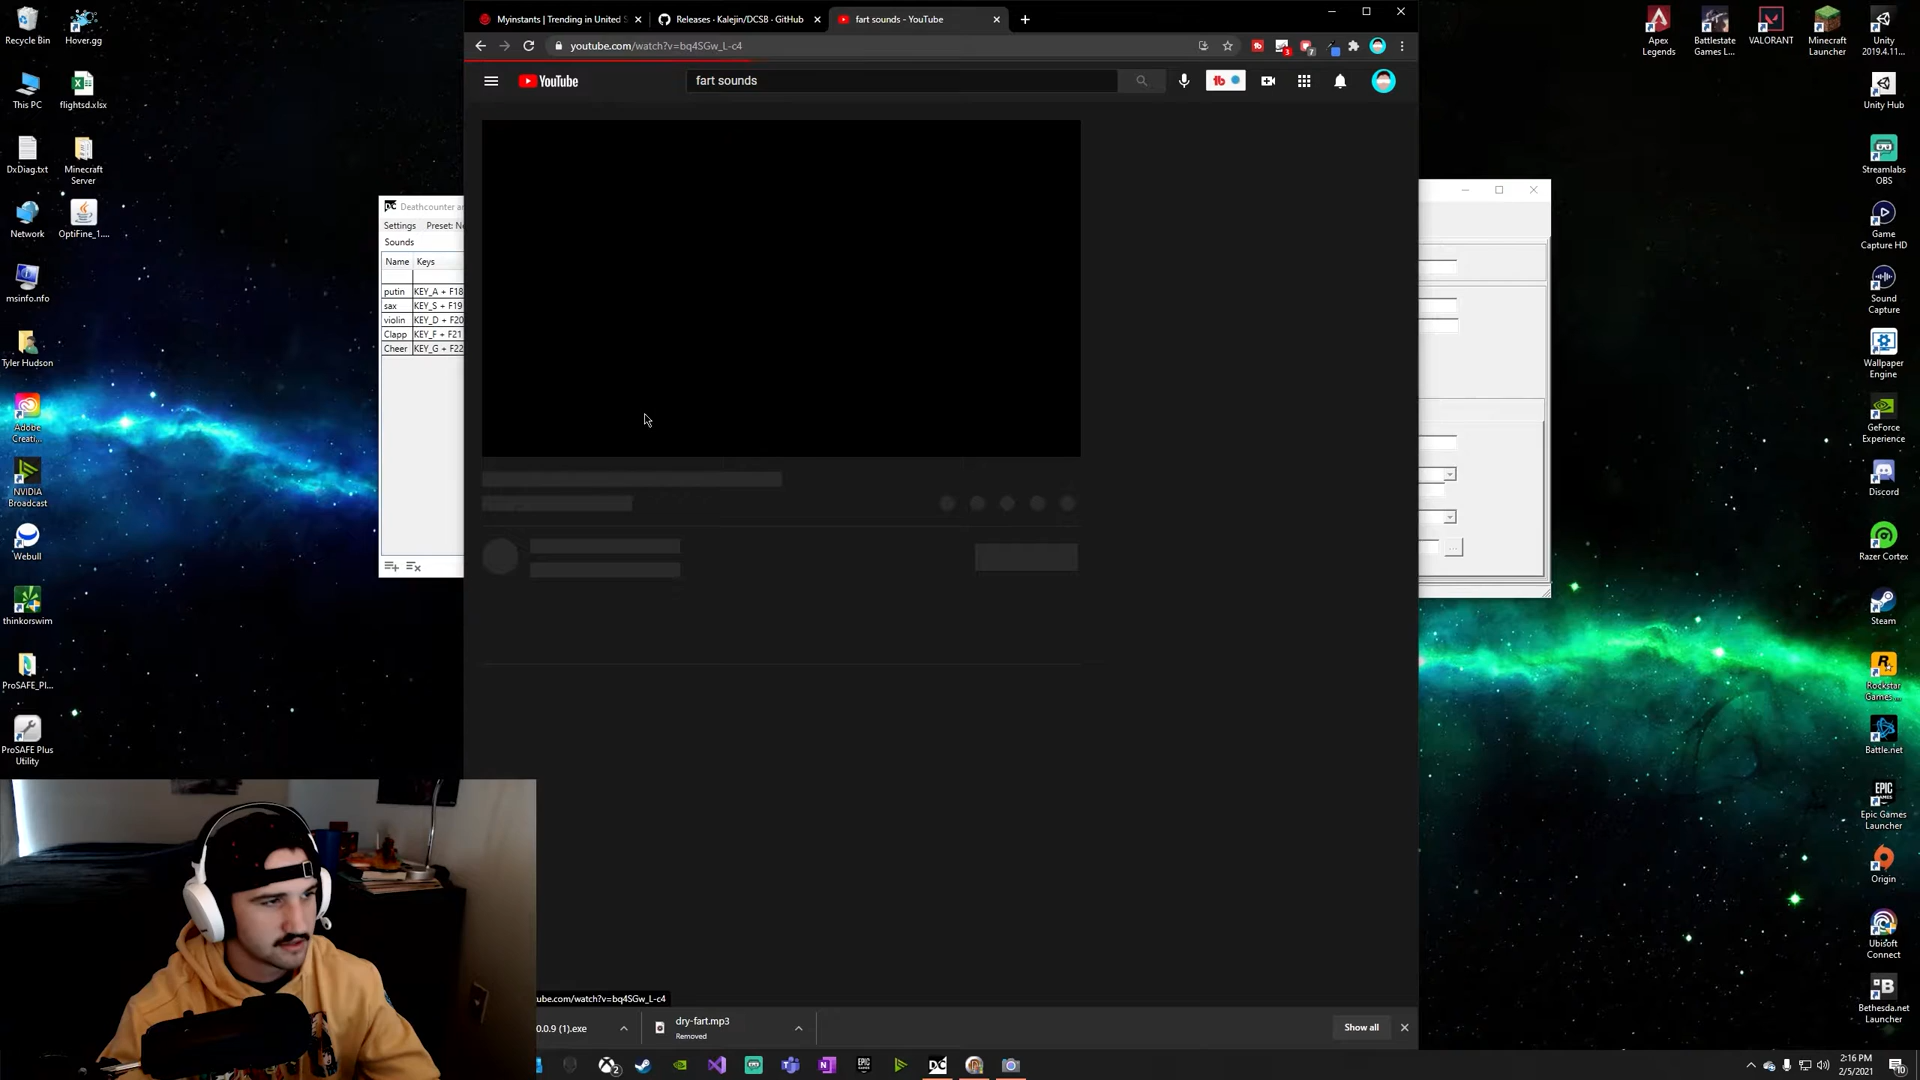 Recycle Bin
Hover.gg
This PC
flightsd.xlsx
DxDiag.txt
Minecraft
Server
Network
OptiFine_1....
msinfo.nfo
Tyler Hudson
Adobe
Creati...
NVIDIA
Broadcast
Webull
thinkorswim
ProSAFE_Pl...
ProSAFE Plus
Utility
Deathcounter
Settings
Preset:
Sounds
Name
Keys
putin KEY_A + F18
sax KEY_S + F19
violin KEY_D + F20
Clapp KEY_F + F21
Cheer KEY_G + F22
Myinstants | Trending in United S
Releases · Kalejin/DCSB · GitHub
fart sounds - YouTube
youtube.com/watch?v=bq4SGw_L-c4
YouTube
fart sounds
tb
ube.com/watch?v=bq4SGw_L-c4
0.0.9 (1).exe
dry-fart.mp3
Removed
Show all
Apex
Legends
Battlestate
Games L...
VALORANT
Minecraft
Launcher
Unity
2019.4.11...
Unity Hub
Streamlabs
OBS
Game
Capture HD
Sound
Capture
Wallpaper
Engine
GeForce
Experience
Discord
Razer Cortex
Steam
Rockstar
Games ...
Battle.net
EPIC
GAMES
Epic Games
Launcher
Origin
Ubisoft
Connect
Bethesda.net
Launcher
DC
2:16 PM
2/5/2021